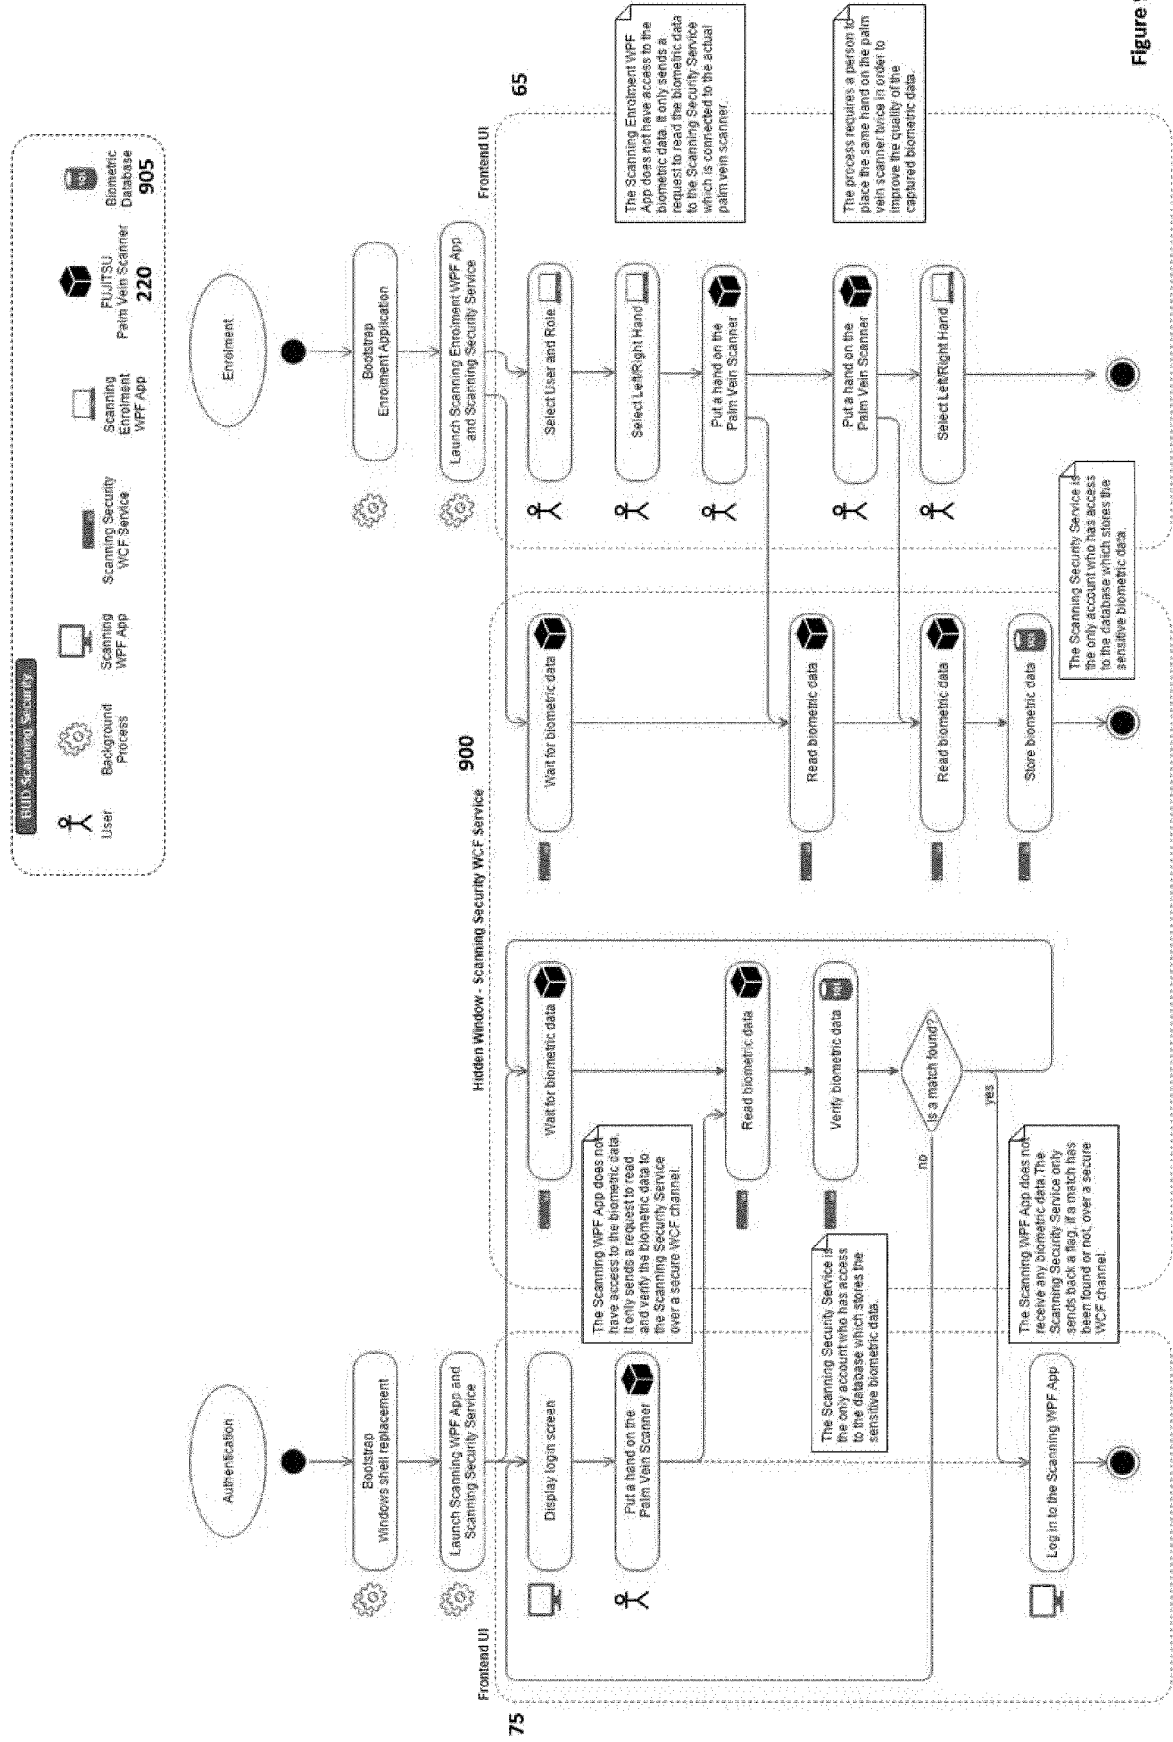 User
Background
Process
Scanning
WPF App
Scanning Security
WCF Service
Scanning
Enrolment
WPF App
FUJITSU
Palm Vein Scanner
220
Biometric
Database
905
Authentication
Bootstrap
Windows shell replacement
Launch Scanning WPF App and
Scanning Security Service
Frontend UI
75
Display login screen
Put a hand on the
Palm Vein Scanner
Log in to the Scanning WPF App
Hidden Window - Scanning Security WCF Service
900
Wait for biometric data
The Scanning WPF App does not
have access to the biometric data.
It only sends a request to read
and verify the biometric data to
the Scanning Security Service
over a secure WCF channel.
Read biometric data
Verify biometric data
The Scanning Security Service is
the only account who has access
to the database which stores the
sensitive biometric data.
Is a match found?
no
yes
The Scanning WPF App does not
receive any biometric data.The
Scanning Security Service only
sends back a flag, if a match has
been found or not, over a secure
WCF channel.
Wait for biometric data
Read biometric data
Read biometric data
Store biometric data
The Scanning Security Service is
the only account who has access
to the database which stores the
sensitive biometric data.
Enrolment
Bootstrap
Enrolment Application
Launch Scanning Enrolment WPF App
and Scanning Security Service
Frontend UI
65
Select User and Role
Select Left/Right Hand
Put a hand on the
Palm Vein Scanner
Put a hand on the
Palm Vein Scanner
Select Left/Right Hand
The Scanning Enrolment WPF
App does not have access to the
biometric data. It only sends a
request to read the biometric data
to the Scanning Security Service
which is connected to the actual
palm vein scanner.
The process requires a person to
place the same hand on the palm
vein scanner twice in order to
improve the quality of the
captured biometric data.
Figure